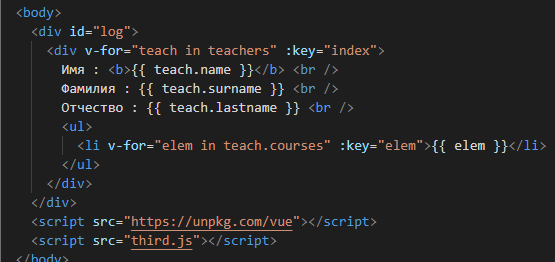 <body>
<div id="log">
<div v-for="teach in teachers" :key="index">
Имя : <b>{{ teach.name }}</b> <br />
Фамилия : {{ teach.surname }} <br />
Отчество : {{ teach.lastname }} <br />
<ul>
<li v-for="elem in teach.courses" :key="elem">{{ elem }}</li>
</ul>
</div>
</div>
<script src="https://unpkg.com/vue"></script>
<script src="third.js"></script>
</body>